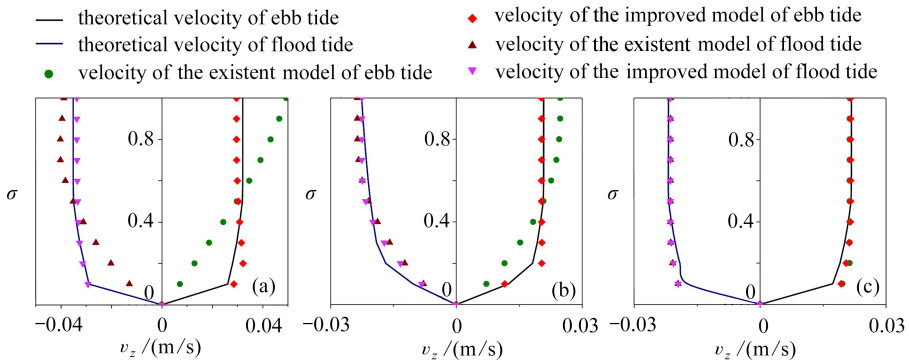 theoretical velocity of ebb tide
theoretical velocity of flood tide
velocity of the existent model of ebb tide
velocity of the improved model of ebb tide
velocity of the existent model of flood tide
velocity of the improved model of flood tide
σ 0.8 0.4 0 (a)
−0.04 0 0.04
v_z /(m/s)
σ 0.8 0.4 0 (b)
−0.03 0 0.03
v_z /(m/s)
σ 0.8 0.4 0 (c)
−0.03 0 0.03
v_z /(m/s)